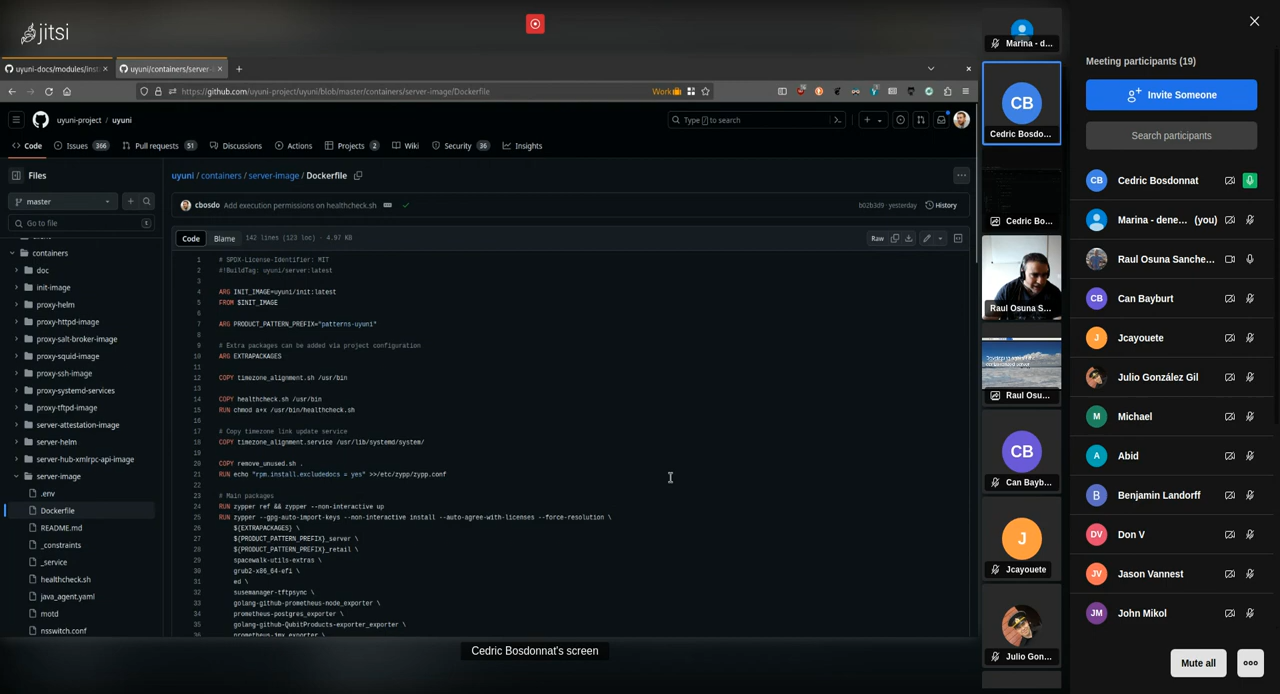 jitsi
uyuni-docs/modules/inst
uyuni/containers/server-
https://github.com/uyuni-project/uyuni/blob/master/containers/server-image/Dockerfile
Work
uyuni-project / uyuni
Type / to search
Code
Issues 366
Pull requests 51
Discussions
Actions
Projects 2
Wiki
Security 36
Insights
Files
master
Go to file t
containers
doc
init-image
proxy-helm
proxy-httpd-image
proxy-salt-broker-image
proxy-squid-image
proxy-ssh-image
proxy-systemd-services
proxy-tftpd-image
server-attestation-image
server-helm
server-hub-xmlrpc-api-image
server-image
.env
Dockerfile
README.md
_constraints
_service
healthcheck.sh
java_agent.yaml
motd
nsswitch.conf
uyuni / containers / server-image / Dockerfile
cbosdo Add execution permissions on healthcheck.sh
b02b3d9 · yesterday
History
Code Blame 142 lines (123 loc) · 4.97 KB
Raw
1 # SPDX-License-Identifier: MIT
2 #!BuildTag: uyuni/server:latest
3
4 ARG INIT_IMAGE=uyuni/init:latest
5 FROM $INIT_IMAGE
6
7 ARG PRODUCT_PATTERN_PREFIX="patterns-uyuni"
8
9 # Extra packages can be added via project configuration
10 ARG EXTRAPACKAGES
11
12 COPY timezone_alignment.sh /usr/bin
13
14 COPY healthcheck.sh /usr/bin
15 RUN chmod a+x /usr/bin/healthcheck.sh
16
17 # Copy timezone link update service
18 COPY timezone_alignment.service /usr/lib/systemd/system/
19
20 COPY remove_unused.sh .
21 RUN echo "rpm.install.excludedocs = yes" >>/etc/zypp/zypp.conf
22
23 # Main packages
24 RUN zypper ref && zypper --non-interactive up
25 RUN zypper --gpg-auto-import-keys --non-interactive install --auto-agree-with-licenses --force-resolution \
26 ${EXTRAPACKAGES} \
27 ${PRODUCT_PATTERN_PREFIX}_server \
28 ${PRODUCT_PATTERN_PREFIX}_retail \
29 spacewalk-utils-extras \
30 grub2-x86_64-efi \
31 ed \
32 susemanager-tftpsync \
33 golang-github-prometheus-node_exporter \
34 prometheus-postgres_exporter \
35 golang-github-QubitProducts-exporter_exporter \
36 prometheus-jmx_exporter \
Cedric Bosdonnat's screen
Marina - d...
CB
Cedric Bosdo...
Cedric Bo...
Raul Osuna S...
Raul Osu...
CB
Can Bayb...
J
Jcayouete
Julio Gon...
Meeting participants (19)
Invite Someone
Search participants
CB Cedric Bosdonnat
Marina - dene... (you)
Raul Osuna Sanche...
CB Can Bayburt
J Jcayouete
Julio González Gil
M Michael
A Abid
B Benjamin Landorff
DV Don V
JV Jason Vannest
JM John Mikol
Mute all